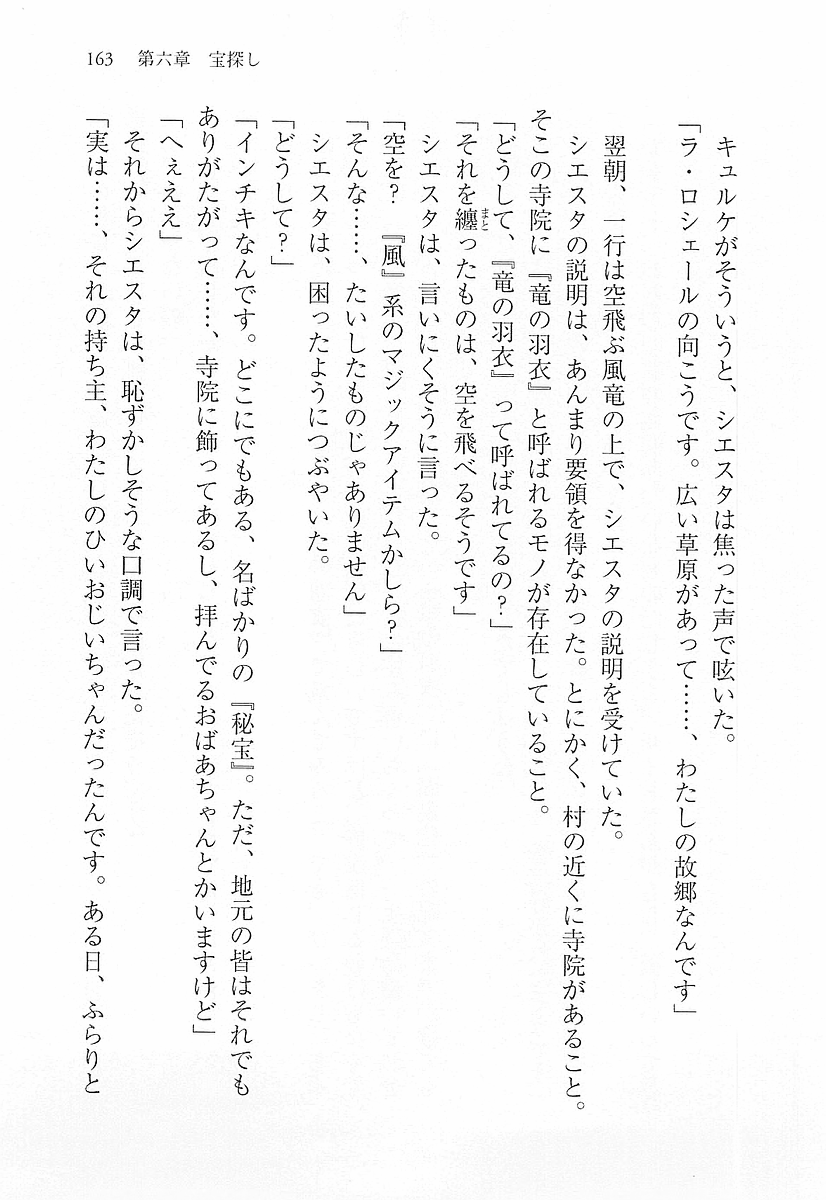 163　第六章　宝探し
キュルケがそういうと、シエスタは焦った声で呟いた。
「ラ・ロシェールの向こうです。広い草原があって……、わたしの故郷なんです」
翌朝、一行は空飛ぶ風竜の上で、シエスタの説明を受けていた。
シエスタの説明は、あんまり要領を得なかった。とにかく、村の近くに寺院があること。
そこの寺院に『竜の羽衣』と呼ばれるモノが存在していること。
「どうして、『竜の羽衣』って呼ばれてるの？」
「それを纏ったものは、空を飛べるそうです」
シエスタは、言いにくそうに言った。
「空を？　『風』系のマジックアイテムかしら？」
「そんな……、たいしたものじゃありません」
シエスタは、困ったようにつぶやいた。
「どうして？」
「インチキなんです。どこにでもある、名ばかりの『秘宝』。ただ、地元の皆はそれでも
ありがたがって……、寺院に飾ってあるし、拝んでるおばあちゃんとかいますけど」
「へぇええ」
それからシエスタは、恥ずかしそうな口調で言った。
「実は……、それの持ち主、わたしのひいおじいちゃんだったんです。ある日、ふらりと